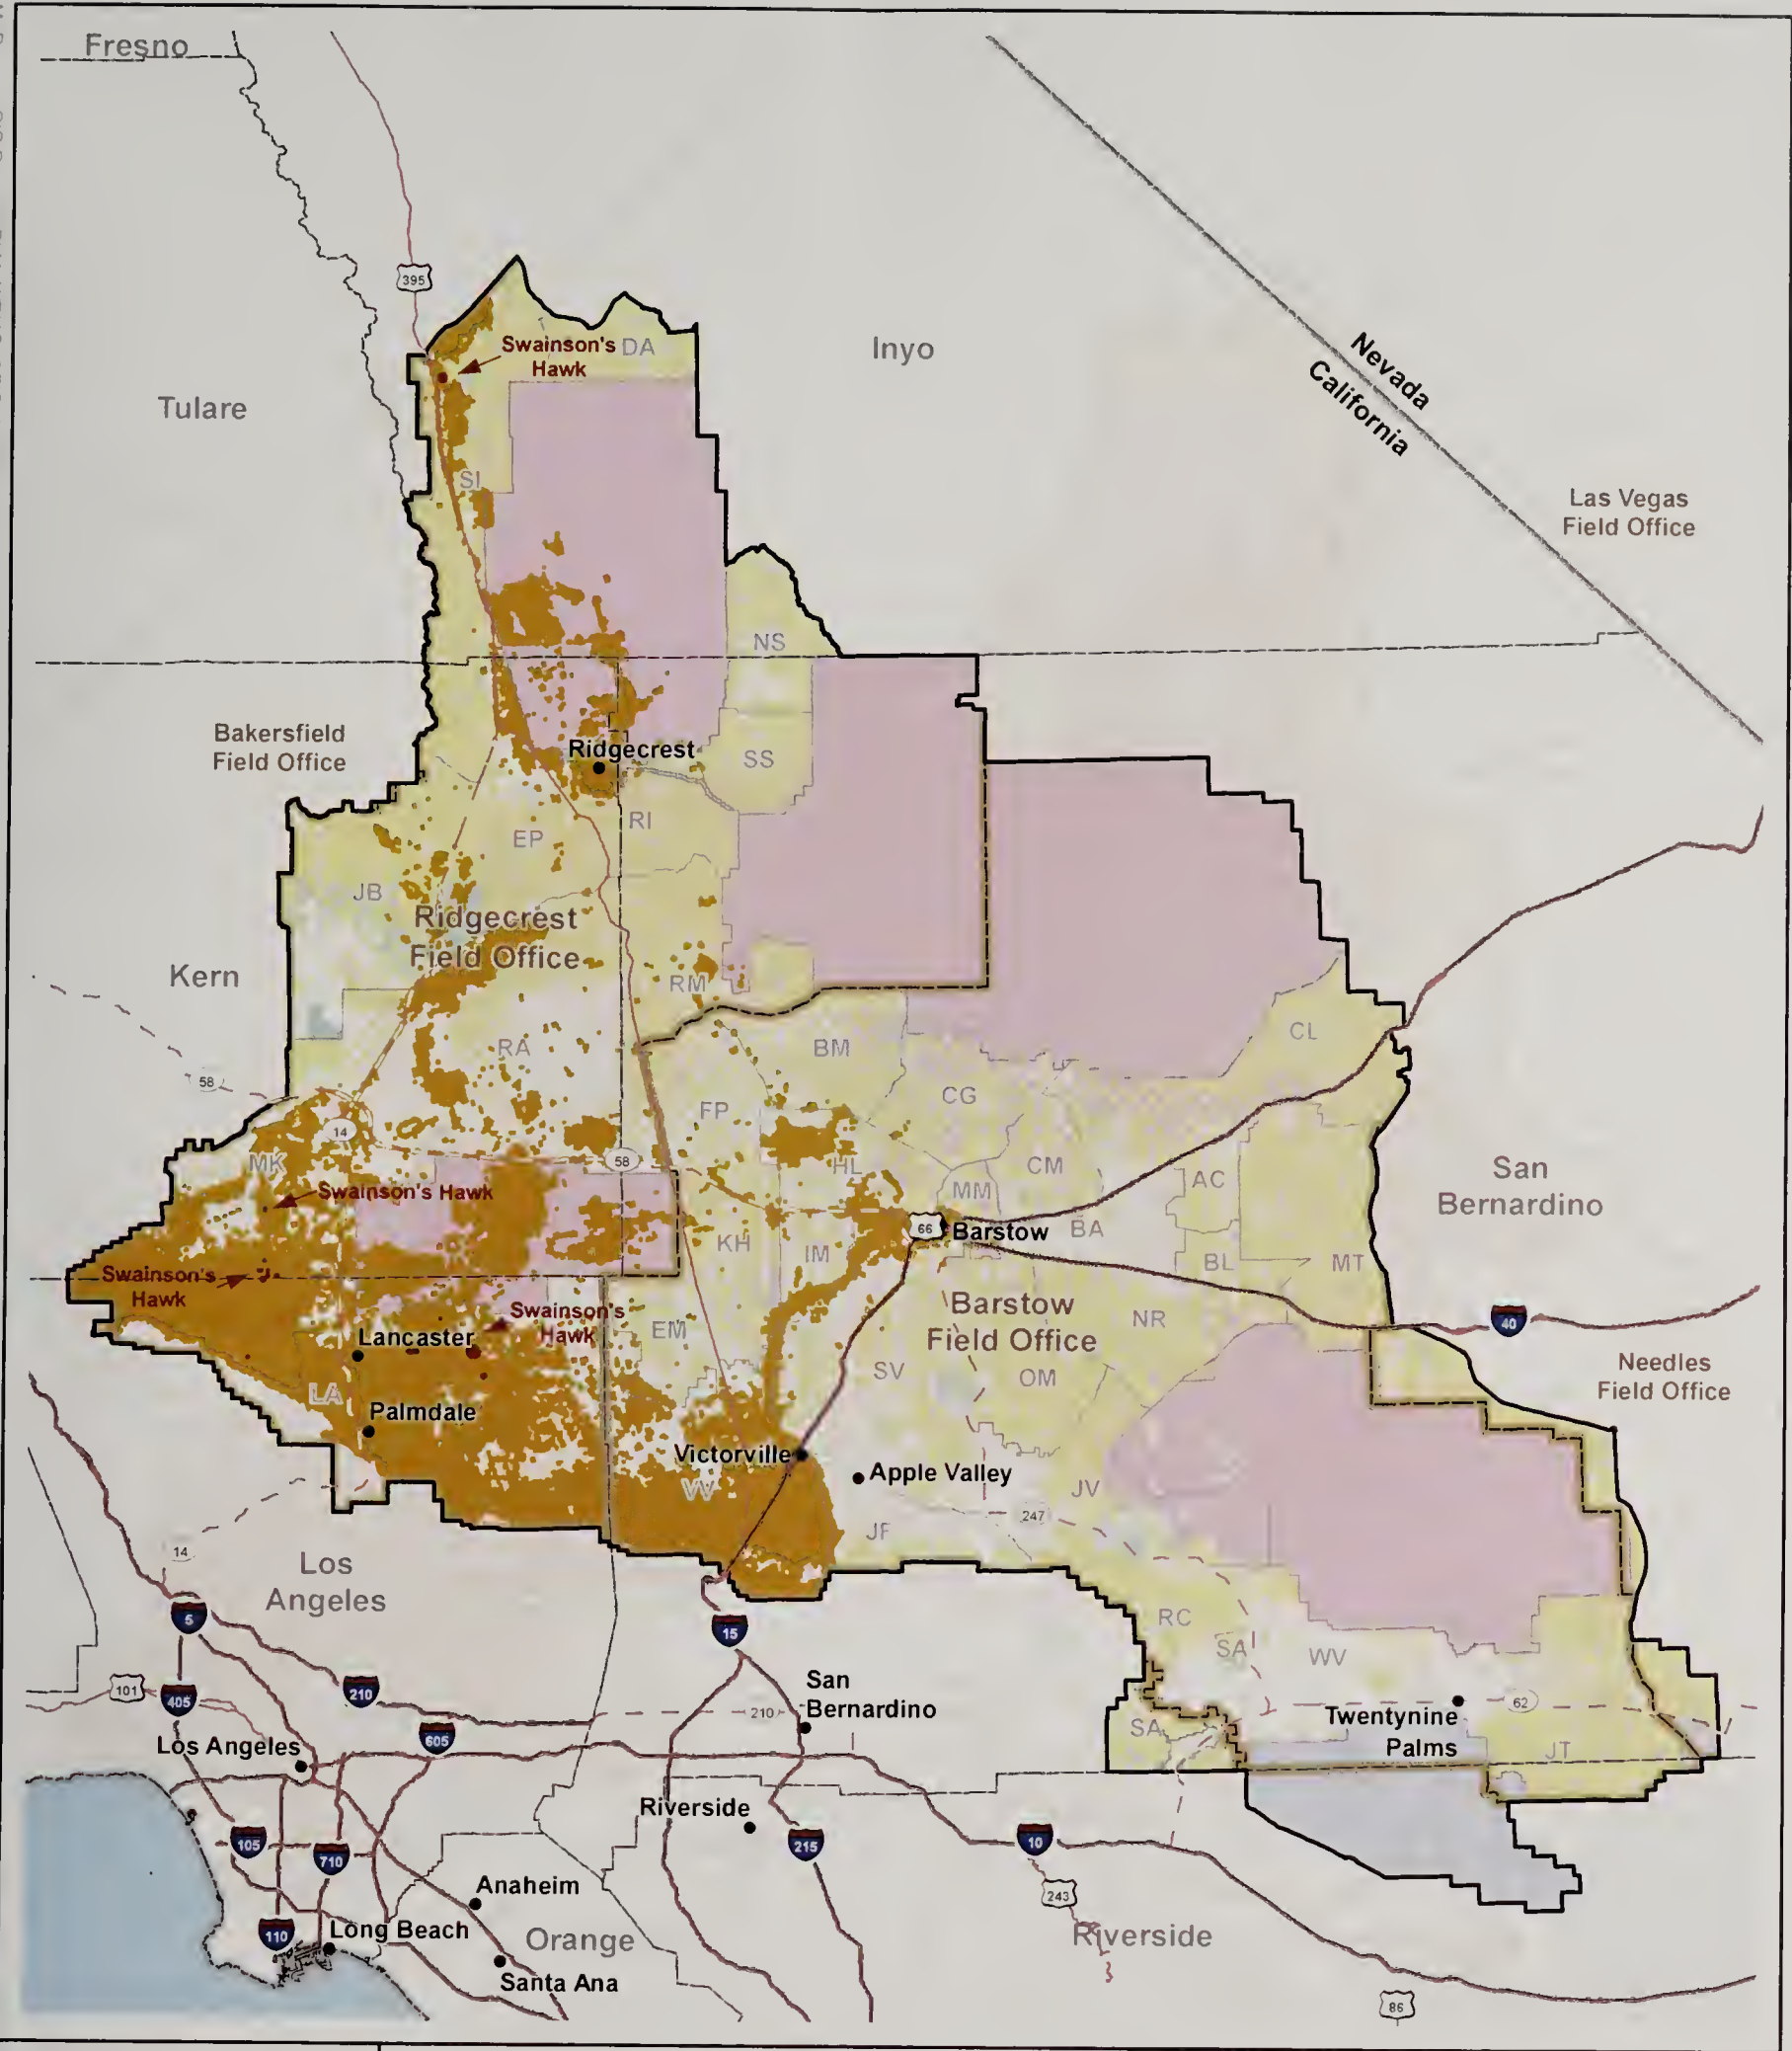 Fresno
395
Swainson's
Hawk
DA
Inyo
Nevada
California
Tulare
Las Vegas
Field Office
SI
NS
Bakersfield
Field Office
Ridgecrest
SS
EP
RI
JB
Ridgecrest
Field Office
Kern
RM
CL
BM
RA
58
CG
FP
14
58
HL
CM
MK
AC
San
Bernardino
MM
Swainson's Hawk
66
Barstow
BA
KH
IM
BL
MT
Swainson's
Hawk
Swainson's
Hawk
Barstow
Field Office
NR
40
EM
Lancaster
SV
OM
Needles
Field Office
LA
Palmdale
Victorville
Apple Valley
VV
JV
247
JF
14
Los
Angeles
5
15
RC
SA
WV
101
405
210
San
Bernardino
210
62
Twentynine
Palms
SA
605
Los Angeles
JT
Riverside
105
710
215
10
Anaheim
243
110
Long Beach
Orange
Riverside
Santa Ana
86